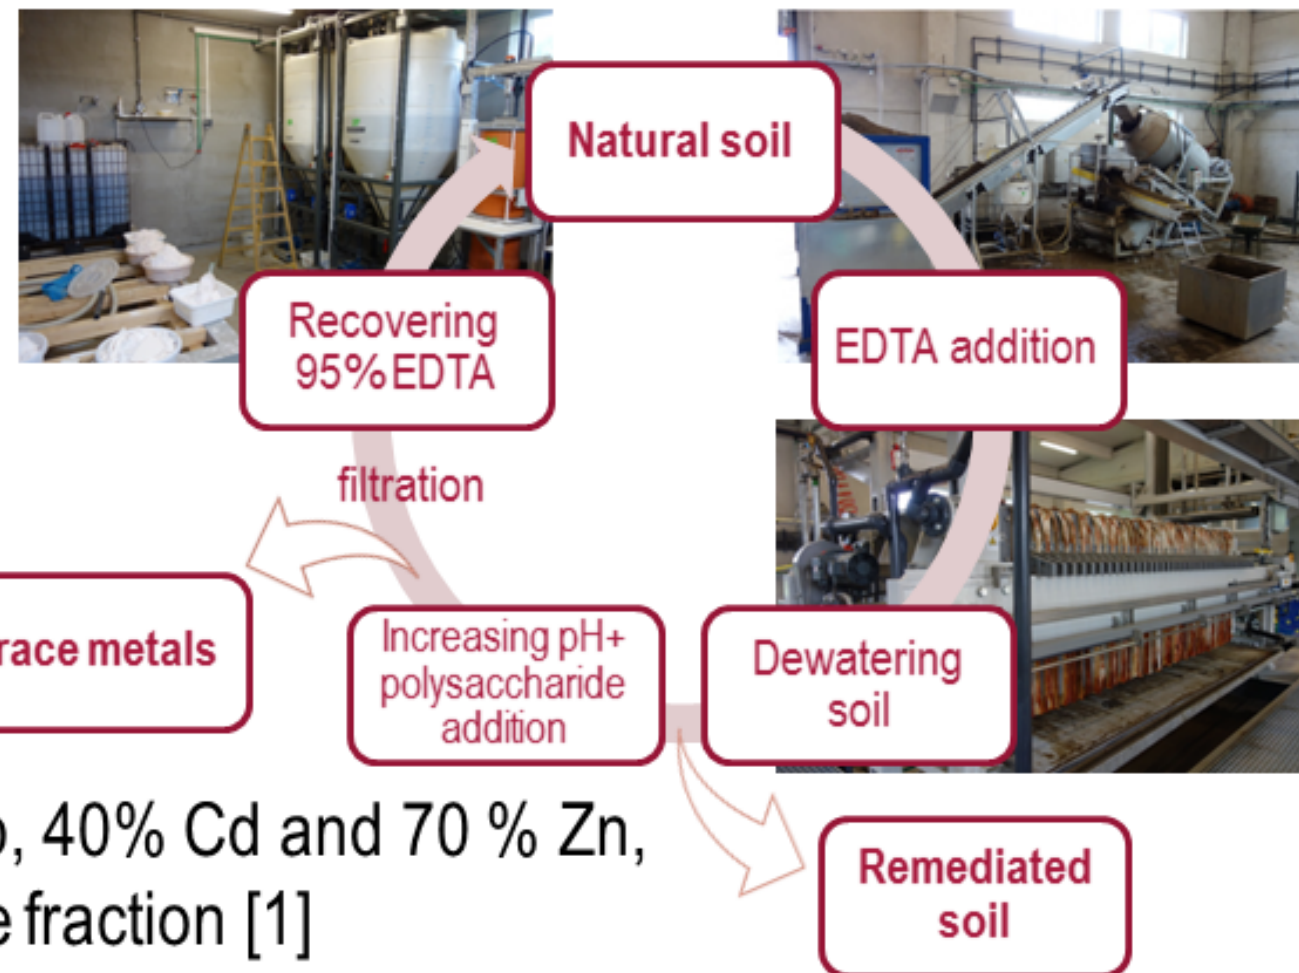 Natural soil
Recovering
95% EDTA
EDTA addition
filtration
metals
Increasing pH+
polysaccharide
addition
Dewatering
soil
40% Cd and 70 % Zn,
fraction [1]
Remediated
soil